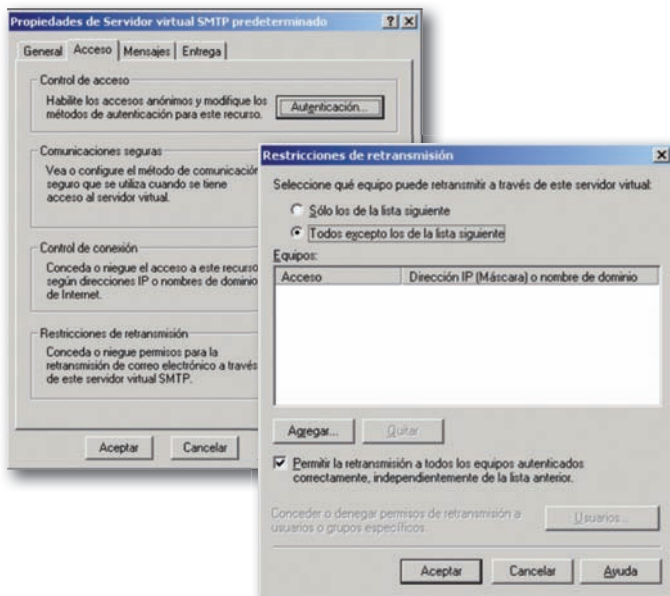 Propiedades de Servidor virtual SMTP predeterminado
General Acceso Mensajes Entrega
Control de acceso
Habilite los accesos anónimos y modifique los
métodos de autenticación para este recurso.
Autenticación...
Comunicaciones seguras
Vea o configure el método de comunicación
seguro que se utiliza cuando se tiene
acceso al servidor virtual.
Control de conexión
Conceda o niegue el acceso a este recurso
según direcciones IP o nombres de dominio
de Internet.
Restricciones de retransmisión
Conceda o niegue permisos para la
retransmisión de correo electrónico a través
de este servidor virtual SMTP.
Aceptar Cancelar
Restricciones de retransmisión
Seleccione qué equipo puede retransmitir a través de este servidor virtual:
Sólo los de la lista siguiente
Todos excepto los de la lista siguiente
Equipos:
Acceso Dirección IP (Máscara) o nombre de dominio
Agregar... Quitar
Permitir la retransmisión a todos los equipos autenticados
correctamente, independientemente de la lista anterior.
Conceder o denegar permisos de retransmisión a
usuarios o grupos específicos.
Usuarios...
Aceptar Cancelar Ayuda